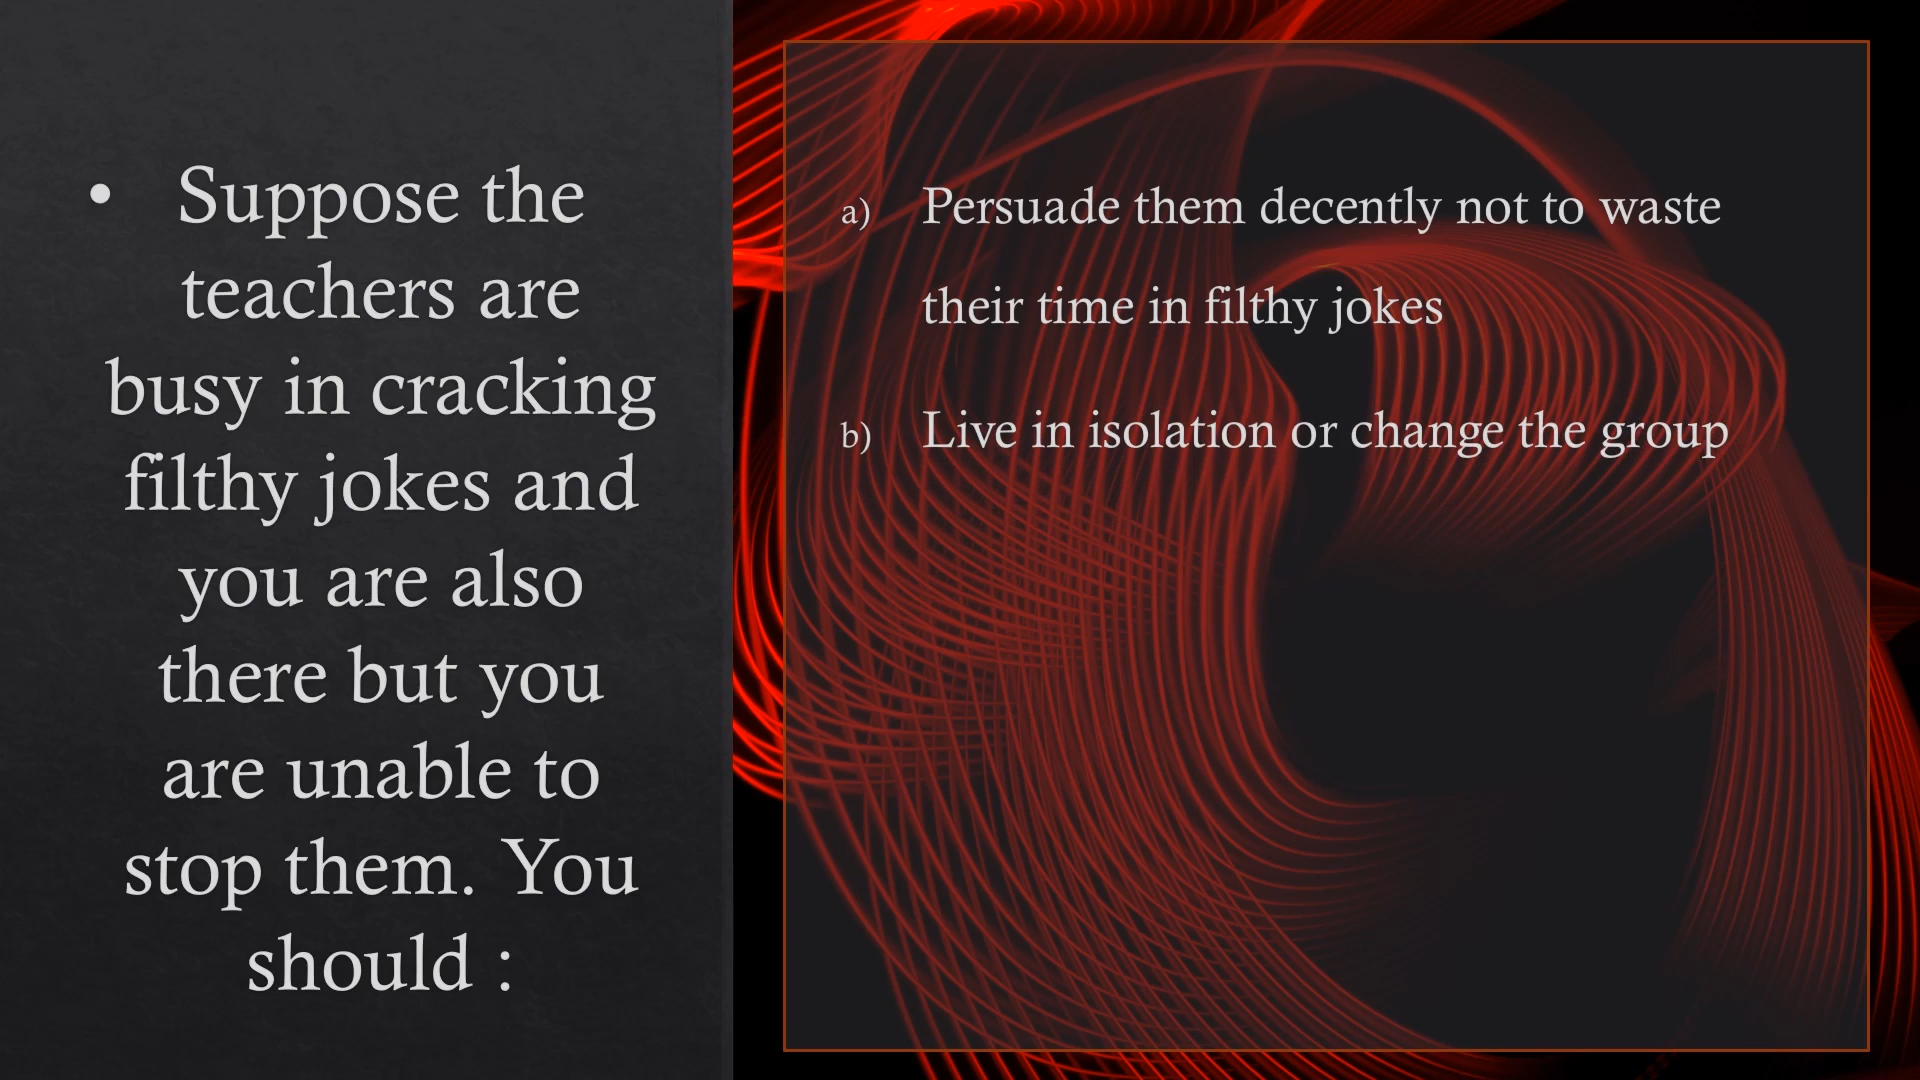 • Suppose the
teachers are
busy in cracking
filthy jokes and
you are also
there but you
are unable to
stop them. You
should :
a) Persuade them decently not to waste
their time in filthy jokes
b) Live in isolation or change the group